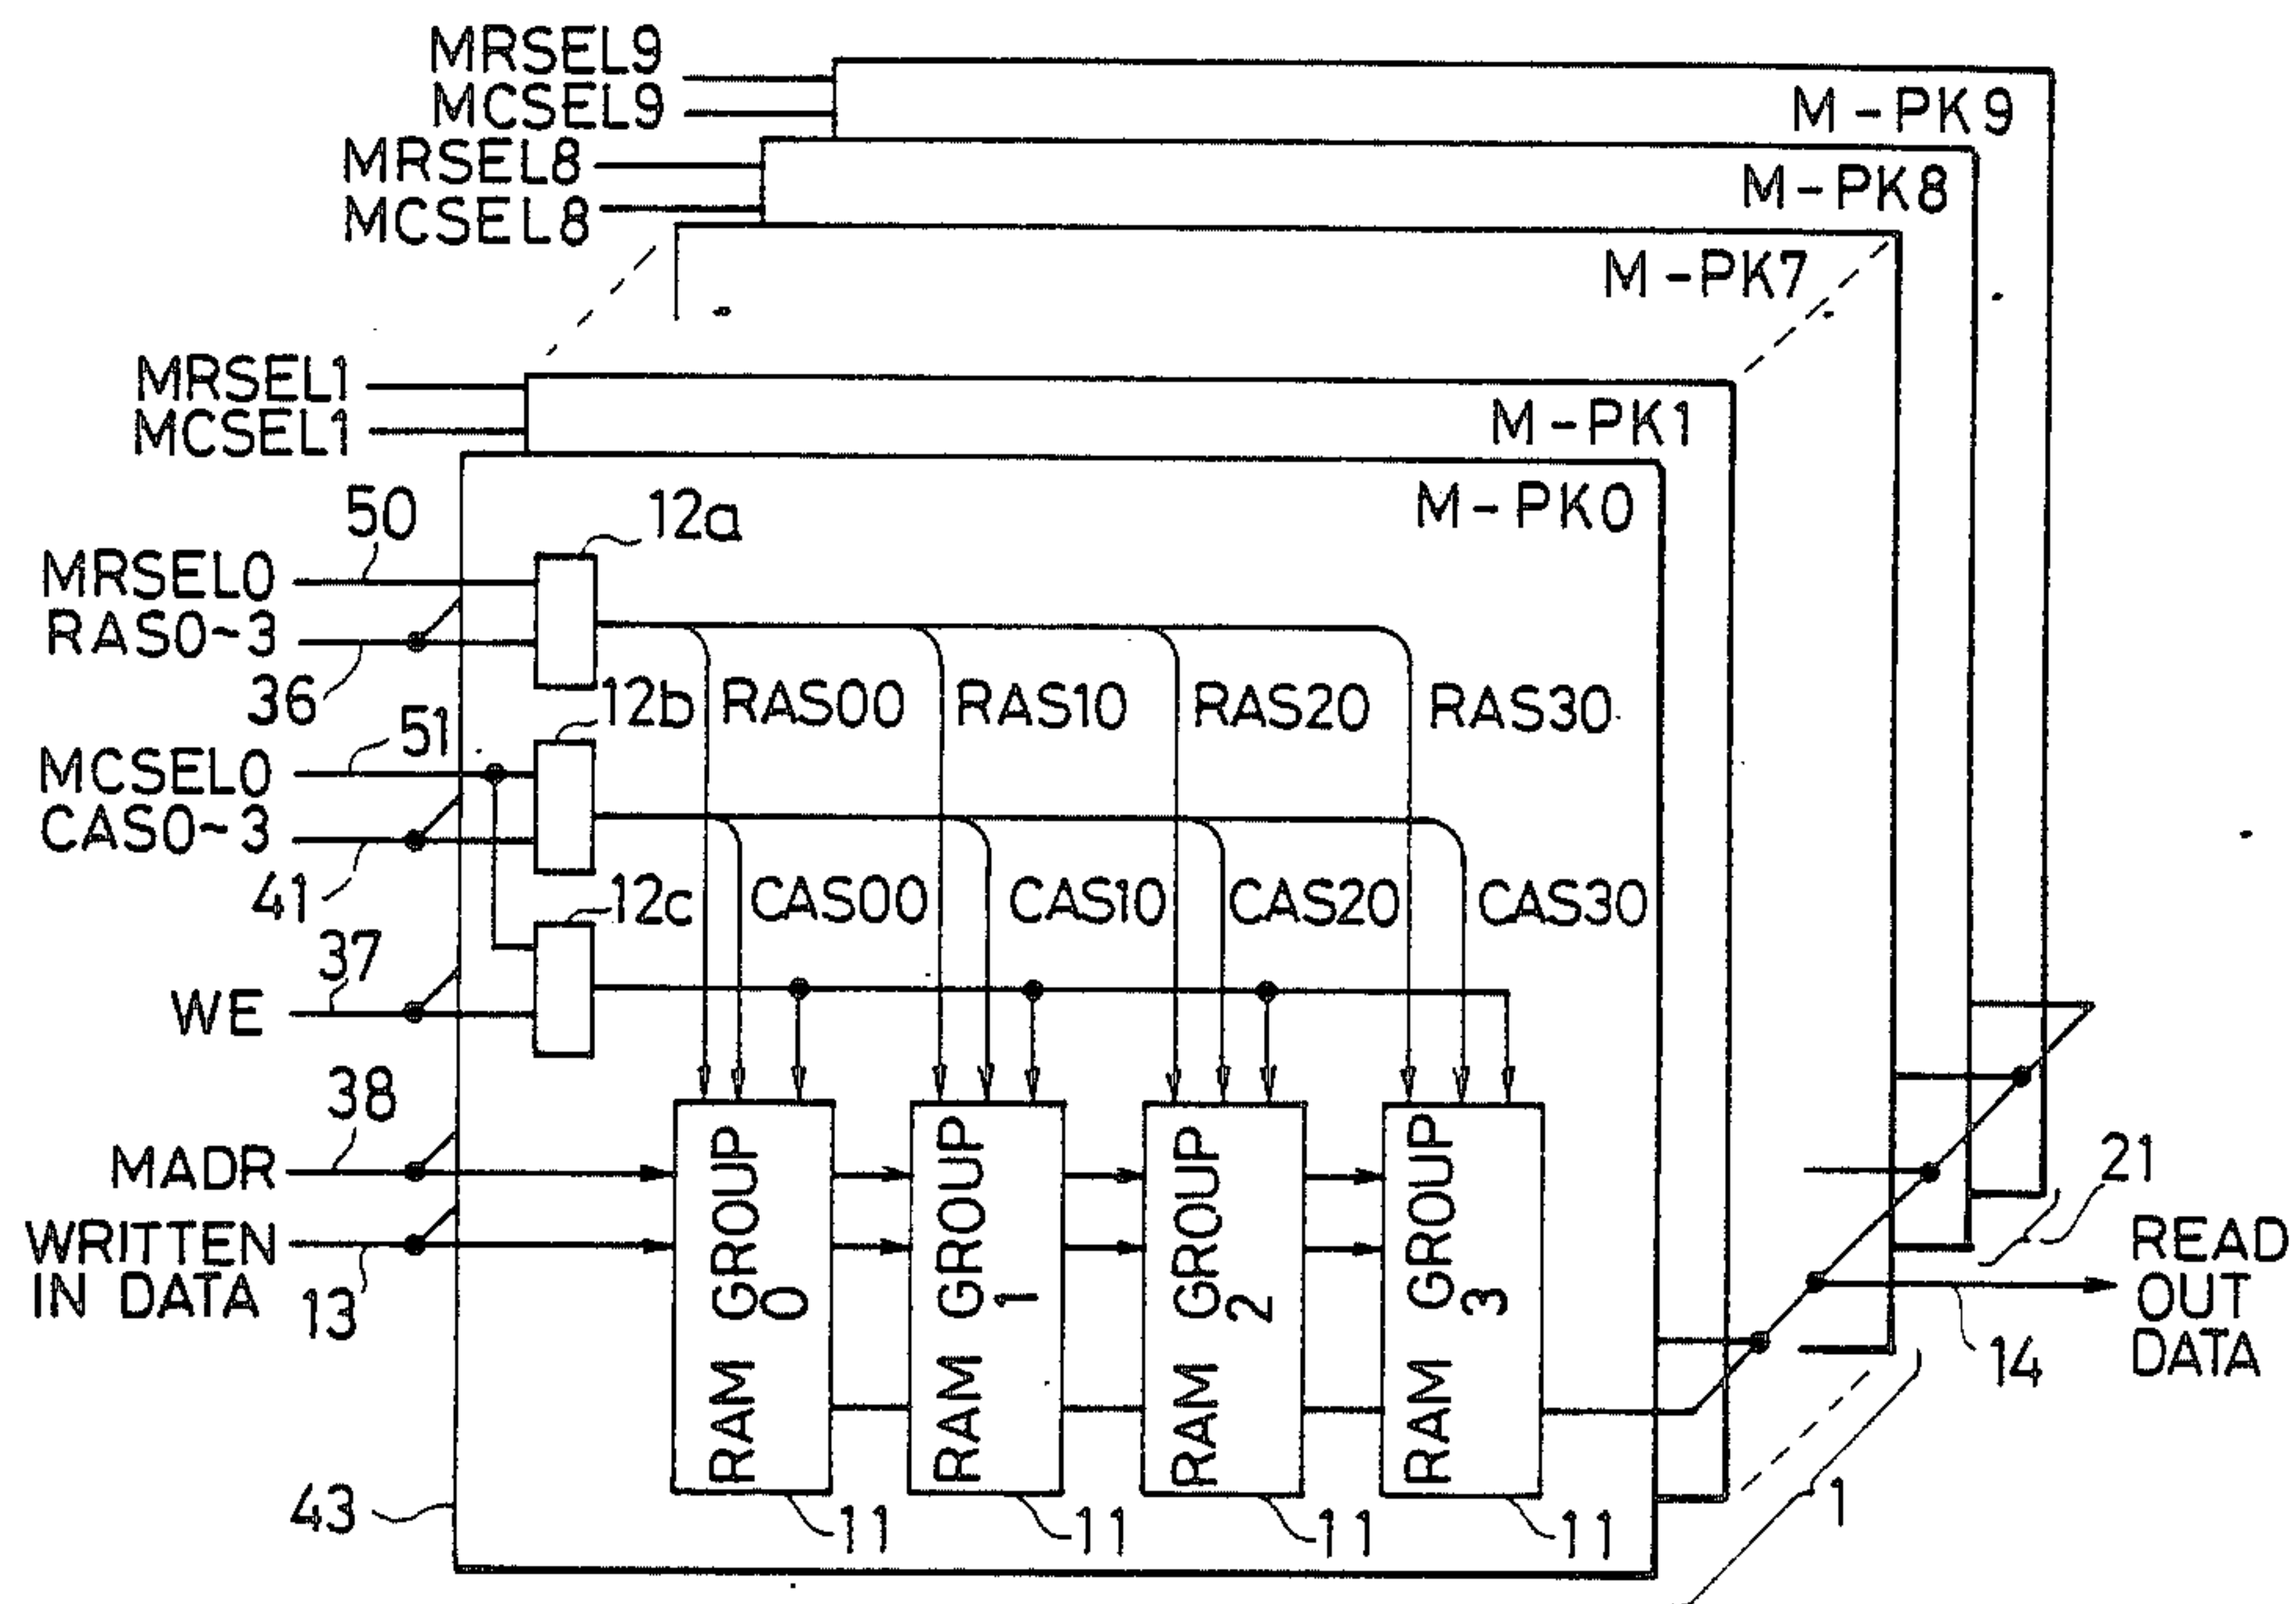 MRSEL9
MCSEL9
M-PK9
MRSEL8
MCSEL8
M-PK8
M-PK7
MRSEL1
MCSEL1
M-PK1
M-PK0
50
12a
MRSEL0
RAS0~3
36
12b
RAS00
RAS10
RAS20
RAS30
51
MCSEL0
CAS0~3
41
12c
CAS00
CAS10
CAS20
CAS30
37
WE
38
MADR
WRITTEN
IN DATA
13
RAM GROUP
0
RAM GROUP
1
RAM GROUP
2
RAM GROUP
3
21
READ
OUT
DATA
14
43
11
11
11
11
1